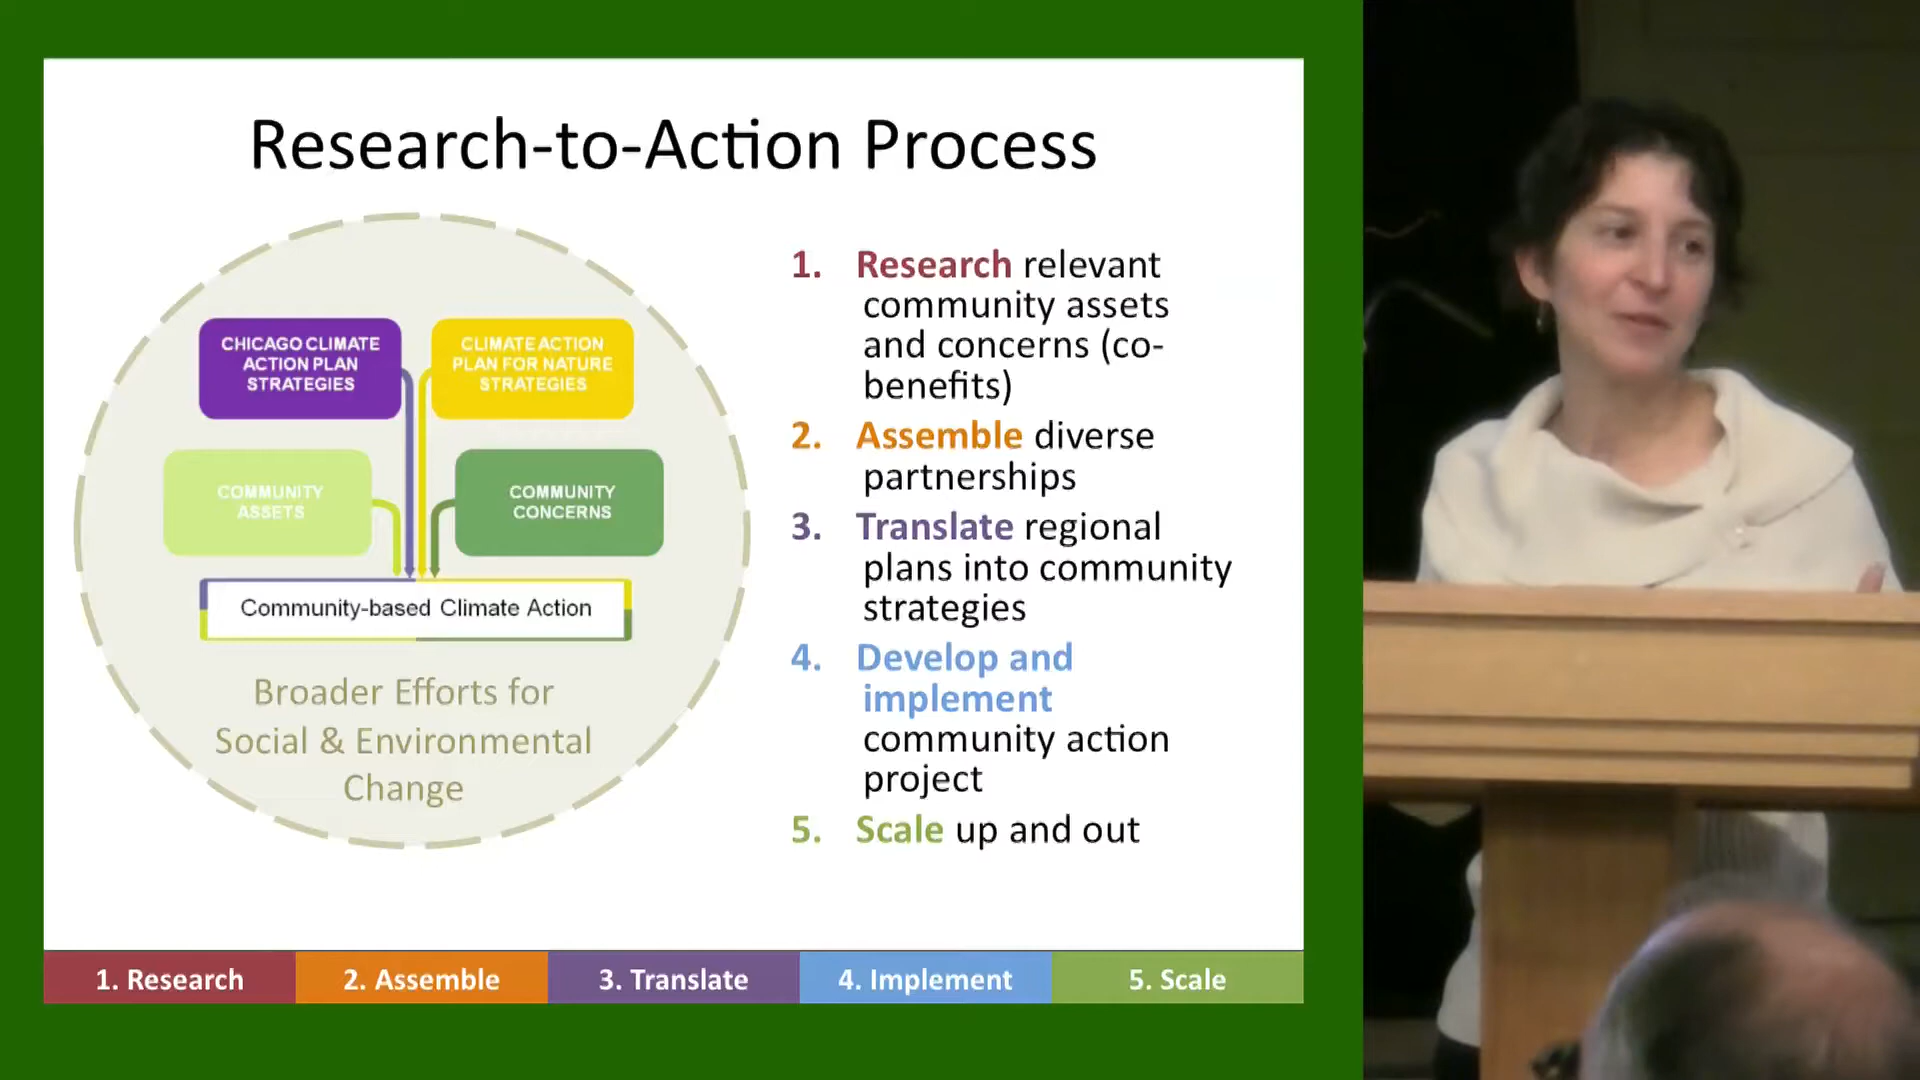 Research-to-Action Process
CHICAGO CLIMATE
ACTION PLAN
STRATEGIES
CLIMATE ACTION
PLAN FOR NATURE
STRATEGIES
COMMUNITY
ASSETS
COMMUNITY
CONCERNS
Community-based Climate Action
Broader Efforts for
Social & Environmental
Change
1. Research relevant
community assets
and concerns (co-
benefits)
2. Assemble diverse
partnerships
3. Translate regional
plans into community
strategies
4. Develop and
implement
community action
project
5. Scale up and out
1. Research
2. Assemble
3. Translate
4. Implement
5. Scale